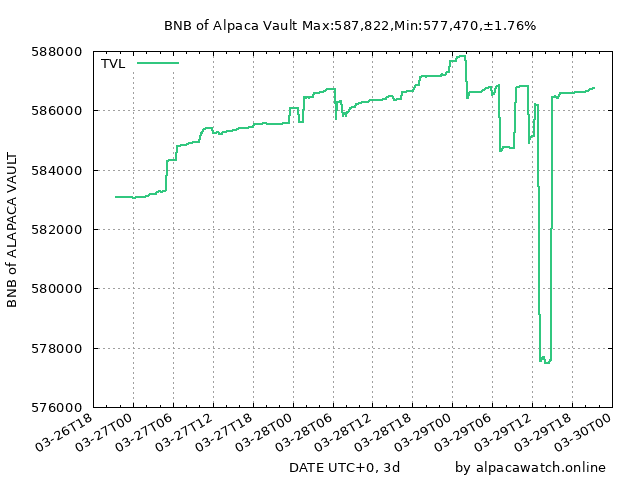 BNB of Alpaca Vault Max:587,822,Min:577,470,±1.76%
TVL
BNB of ALAPACA VAULT
588000
586000
584000
582000
580000
578000
576000
03-26T18
03-27T00
03-27T06
03-27T12
03-27T18
03-28T00
03-28T06
03-28T12
03-28T18
03-29T00
03-29T06
03-29T12
03-29T18
03-30T00
DATE UTC+0, 3d
by alpacawatch.online